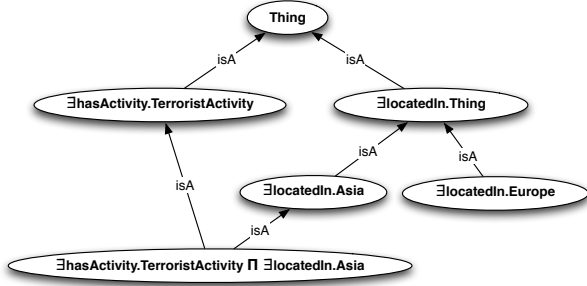 Thing
isA
isA
∃hasActivity.TerroristActivity
∃locatedIn.Thing
isA
isA
isA
∃locatedIn.Asia
∃locatedIn.Europe
isA
∃hasActivity.TerroristActivity Π ∃locatedIn.Asia